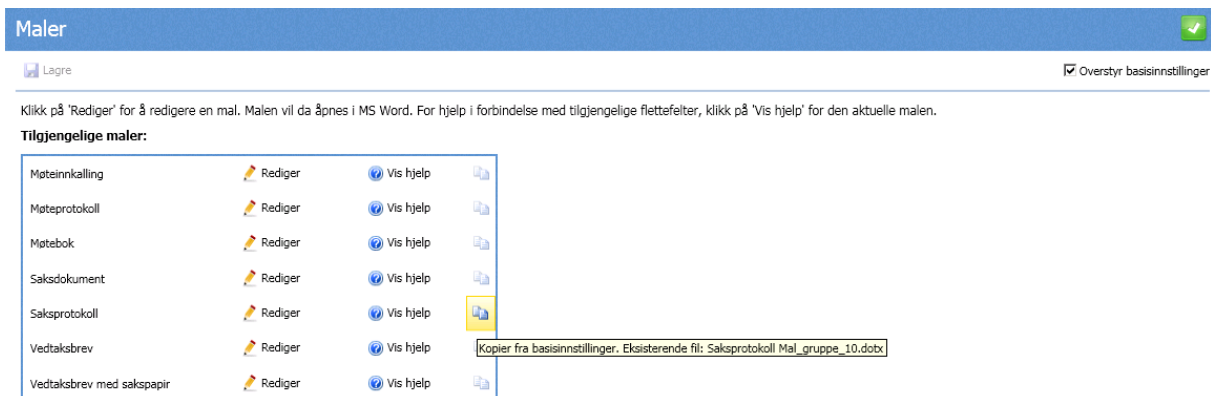 Maler
Lagre
Overstyr basisinnstillinger
Klikk på 'Rediger' for å redigere en mal. Malen vil da åpnes i MS Word. For hjelp i forbindelse med tilgjengelige flettefelter, klikk på 'Vis hjelp' for den aktuelle malen.
Tilgjengelige maler:
Møteinnkalling Rediger Vis hjelp
Møteprotokoll Rediger Vis hjelp
Møtebok Rediger Vis hjelp
Saksdokument Rediger Vis hjelp
Saksprotokoll Rediger Vis hjelp
Vedtaksbrev Rediger Vis hjelp
Kopier fra basisinnstillinger. Eksisterende fil: Saksprotokoll Mal_gruppe_10.dotx
Vedtaksbrev med sakspapir Rediger Vis hjelp